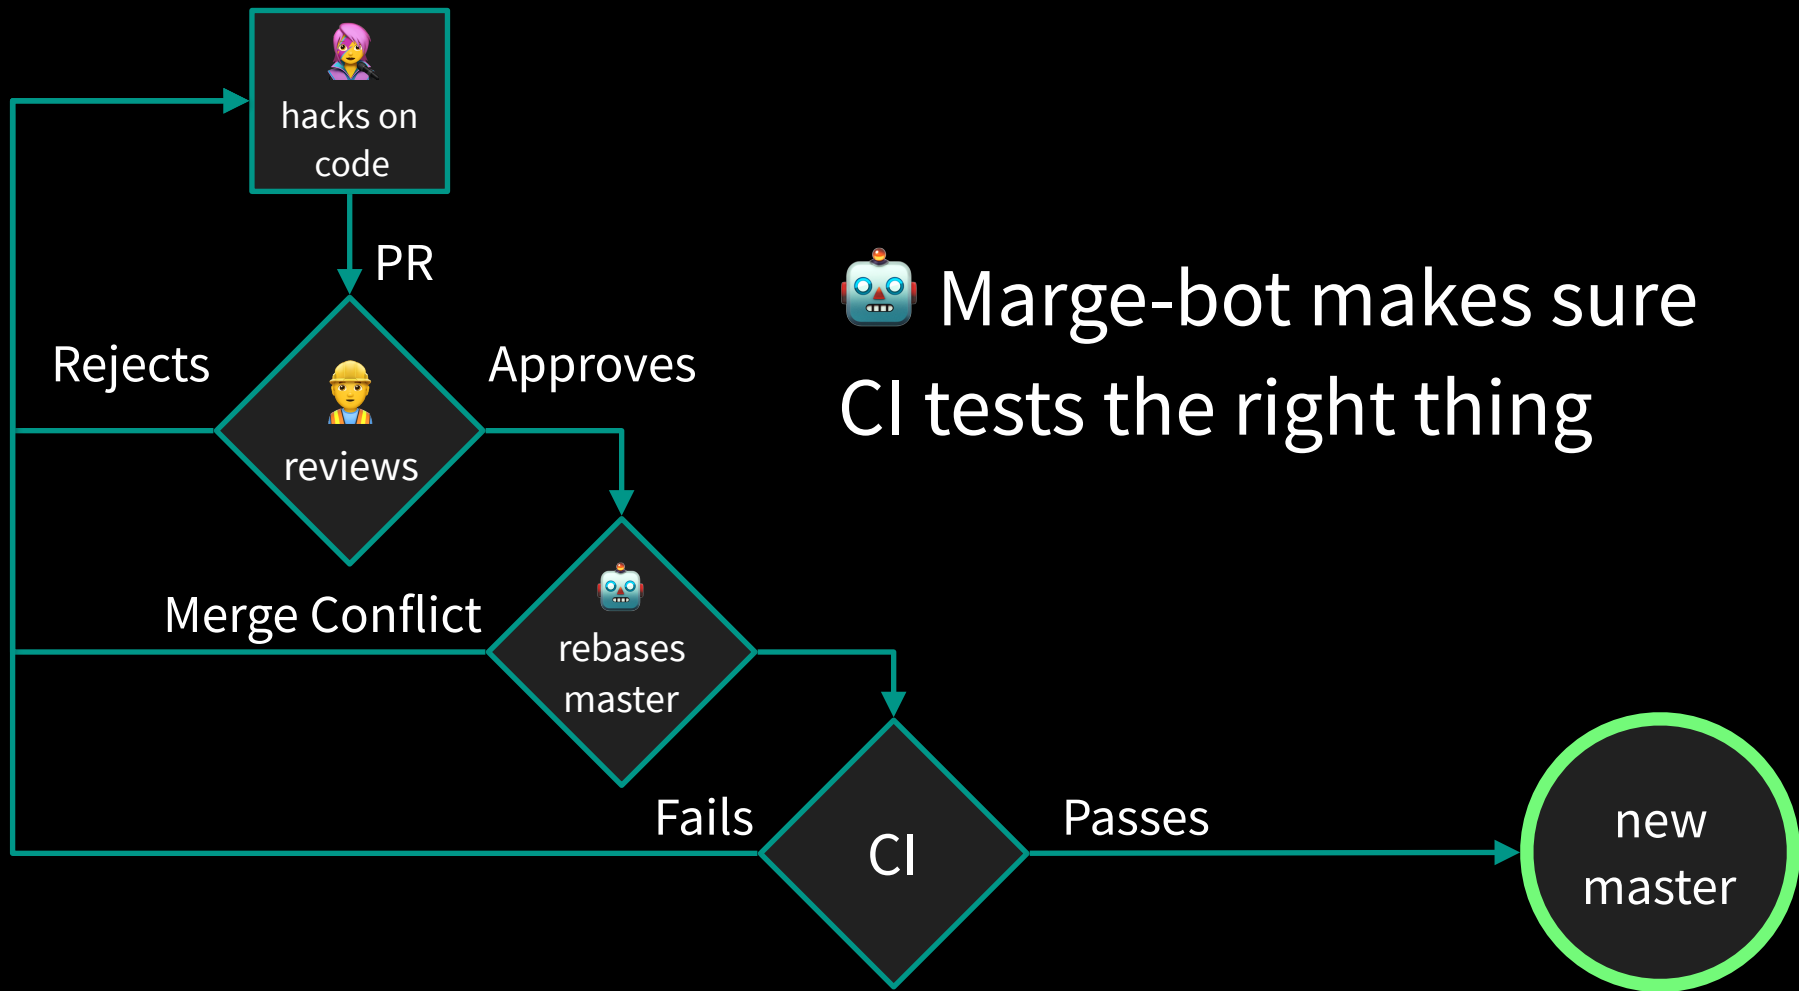 hacks on
code
PR
Rejects
Approves
reviews
🤖 Marge-bot makes sure
CI tests the right thing
Merge Conflict
rebases
master
Fails
CI
Passes
new
master